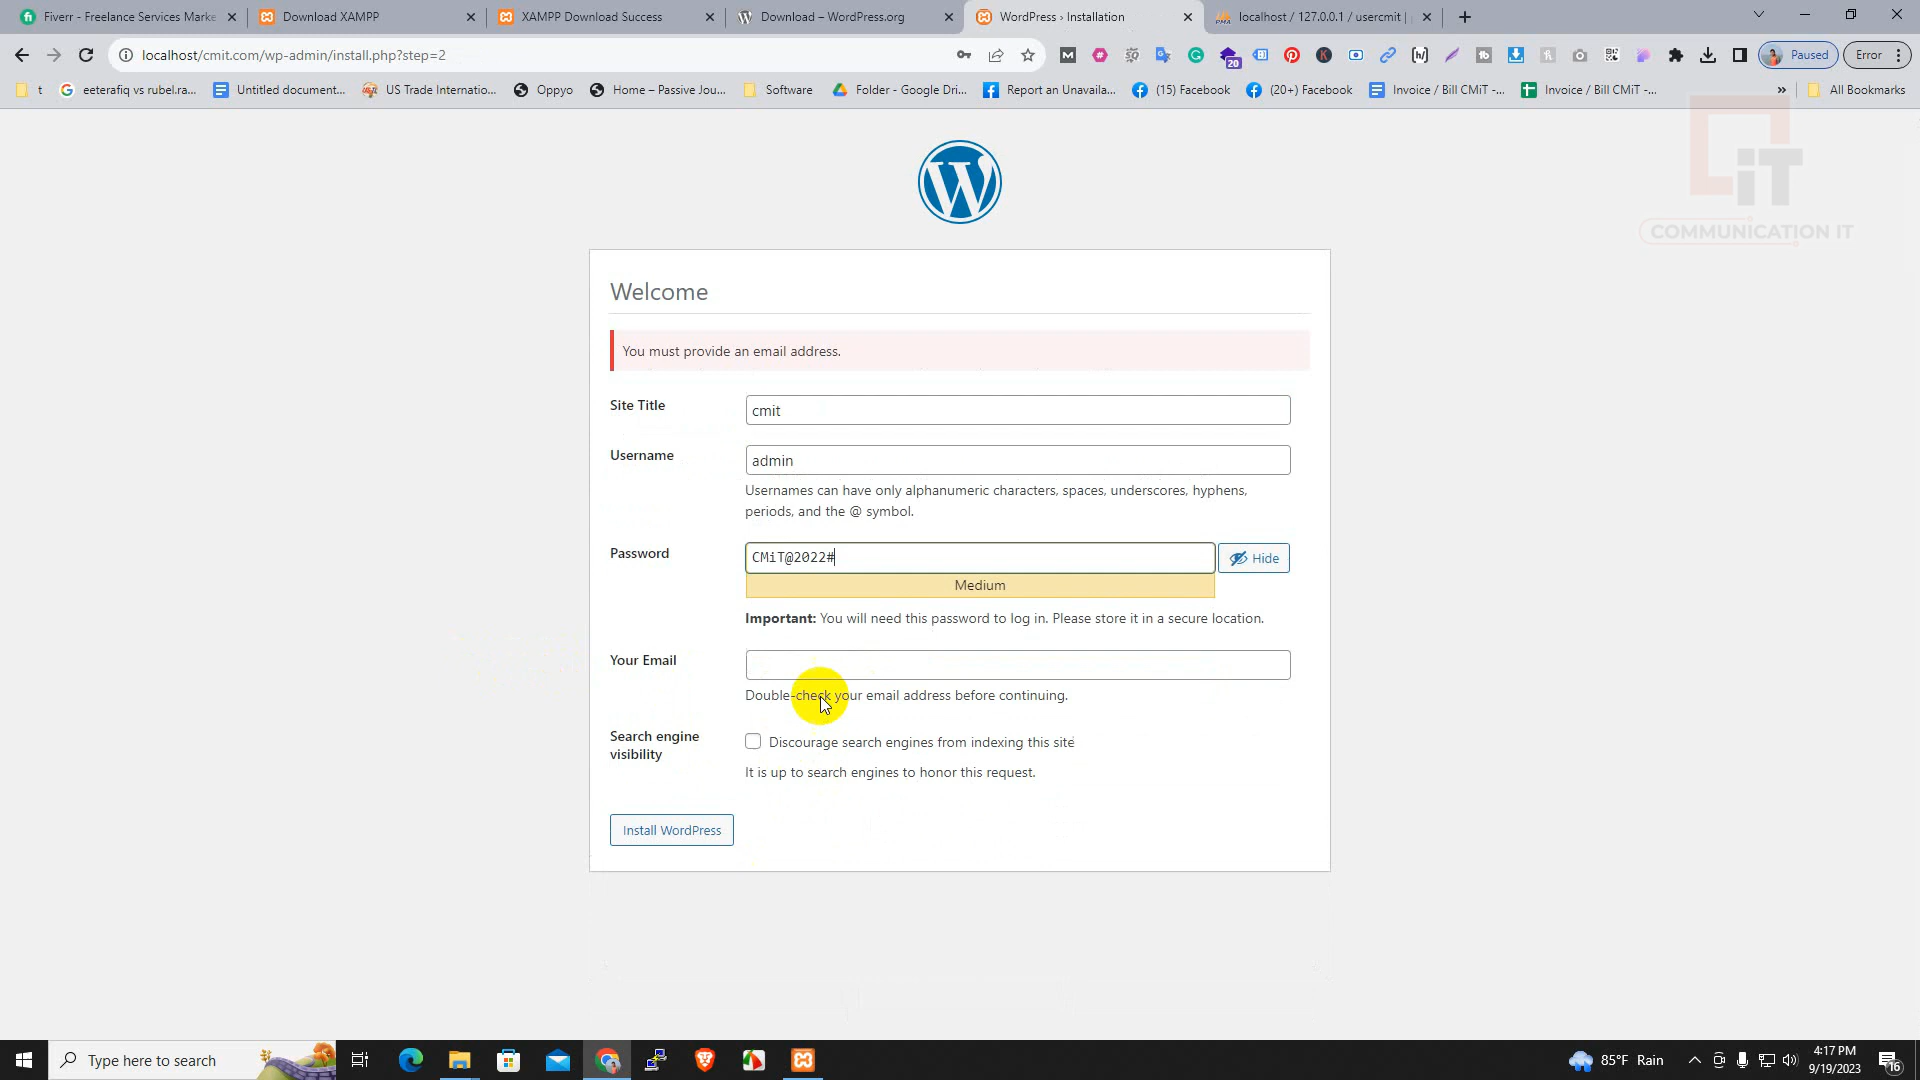 Fiverr - Freelance Services Marke
Download XAMPP
XAMPP Download Success
Download – WordPress.org
WordPress › Installation
localhost / 127.0.0.1 / usercmit |
localhost/cmit.com/wp-admin/install.php?step=2
20
Paused
Error
t
eeterafiq vs rubel.ra...
Untitled document...
US Trade Internatio...
Oppyo
Home – Passive Jou...
Software
Folder - Google Dri...
Report an Unavaila...
(15) Facebook
(20+) Facebook
Invoice / Bill CMiT -...
Invoice / Bill CMiT -...
»
All Bookmarks
iT
COMMUNICATION IT
Welcome
You must provide an email address.
Site Title
cmit
Username
admin
Usernames can have only alphanumeric characters, spaces, underscores, hyphens,
periods, and the @ symbol.
Password
CMiT@2022#
Hide
Medium
Important: You will need this password to log in. Please store it in a secure location.
Your Email
Double-check your email address before continuing.
Search engine
visibility
Discourage search engines from indexing this site
It is up to search engines to honor this request.
Install WordPress
Type here to search
85°F Rain
4:17 PM
9/19/2023
16